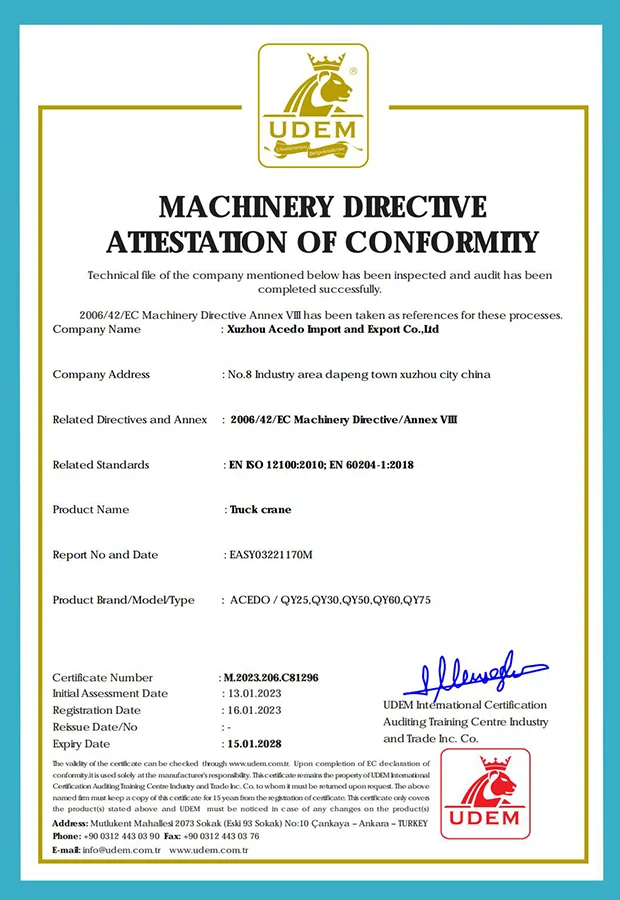 UDEM
®
MACHINERY DIRECTIVE
ATTESTATION OF CONFORMITY
Technical file of the company mentioned below has been inspected and audit has been
completed successfully.
2006/42/EC Machinery Directive Annex VIII has been taken as references for these processes.
Company Name : Xuzhou Acedo Import and Export Co.,Ltd
Company Address : No.8 Industry area dapeng town xuzhou city china
Related Directives and Annex : 2006/42/EC Machinery Directive/Annex VIII
Related Standards : EN ISO 12100:2010; EN 60204-1:2018
Product Name : Truck crane
Report No and Date : EASY03221170M
Product Brand/Model/Type : ACEDO / QY25,QY30,QY50,QY60,QY75
Certificate Number : M.2023.206.C81296
Initial Assessment Date : 13.01.2023
Registration Date : 16.01.2023
Reissue Date/No : -
Expiry Date : 15.01.2028
UDEM International Certification
Auditing Training Centre Industry
and Trade Inc. Co.
The validity of the certificate can be checked through www.udem.com.tr. Upon completion of EC declaration of
conformity,it is used solely at the manufacturer's responsibility. This certificate remains the property of UDEM International
Certification Auditing Training Centre Industry and Trade Inc. Co. to whom it must be returned upon request. The above
named firm must keep a copy of this certificate for 15 years from the registration of certificate. This certificate only covers
the product(s) stated above and UDEM must be noticed in case of any changes on the product(s)
Address: Mutlukent Mahallesi 2073 Sokak (Eski 93 Sokak) No:10 Çankaya – Ankara – TURKEY
Phone: +90 0312 443 03 90 Fax: +90 0312 443 03 76
E-mail: info@udem.com.tr www.udem.com.tr
UDEM